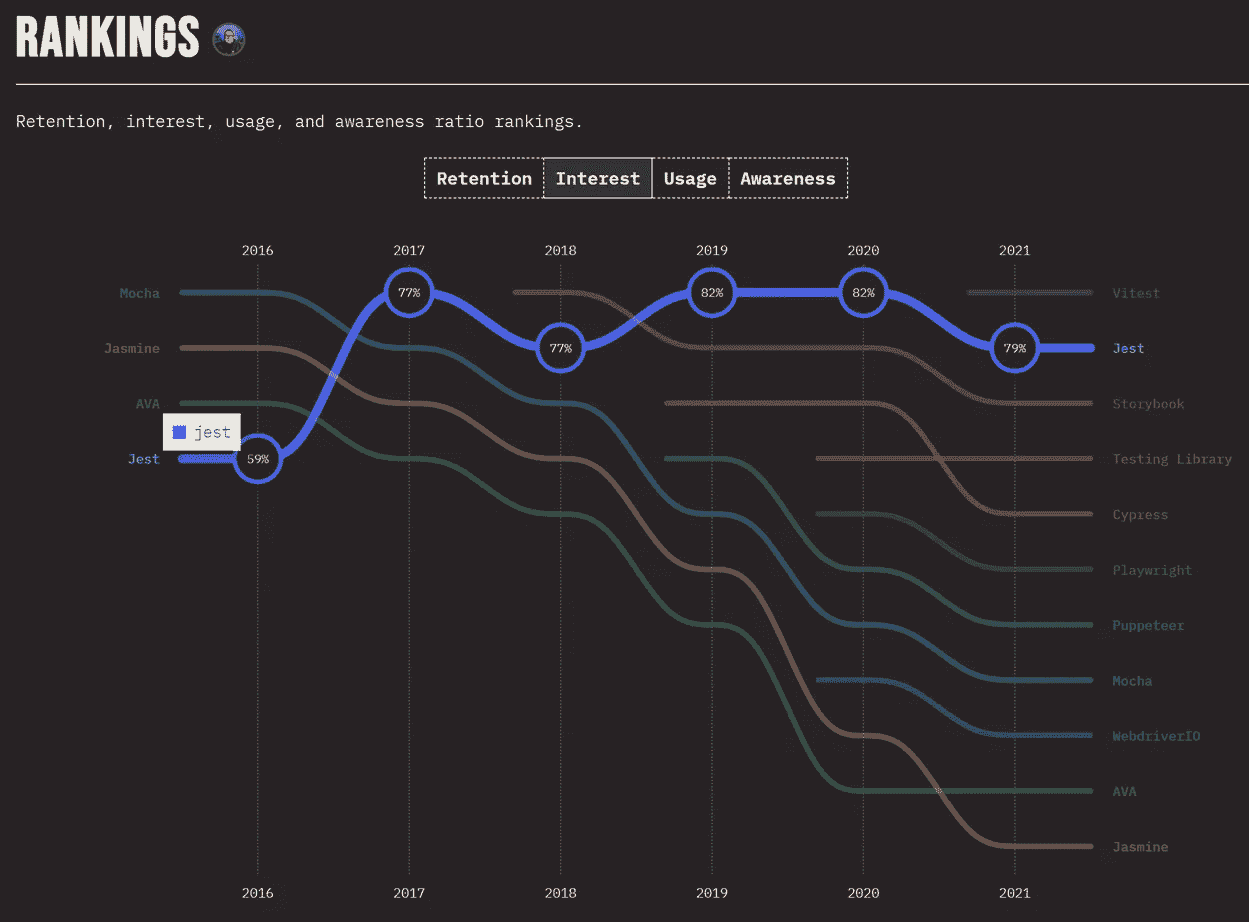 RANKINGS
Retention, interest, usage, and awareness ratio rankings.
Retention Interest Usage Awareness
2016 2017 2018 2019 2020 2021
Mocha 77% 82% 82% Vitest
Jasmine 77% 79% Jest
AVA Storybook
jest
Jest 59% Testing Library
Cypress
Playwright
Puppeteer
Mocha
WebdriverIO
AVA
Jasmine
2016 2017 2018 2019 2020 2021